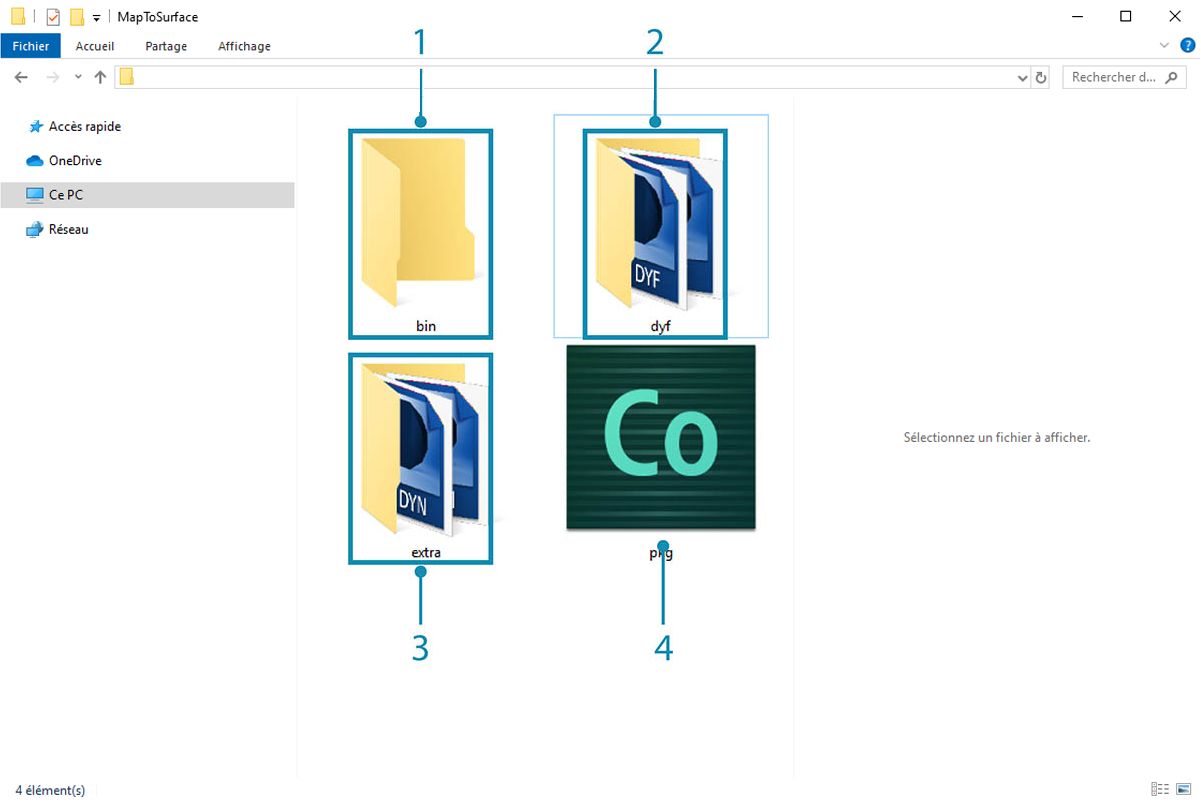 MapToSurface
Fichier Accueil Partage Affichage
Rechercher d...
Accès rapide
OneDrive
Ce PC
Réseau
1
2
bin
DYF
dyf
DYN
extra
Co
pkg
3
4
Sélectionnez un fichier à afficher.
4 élément(s)